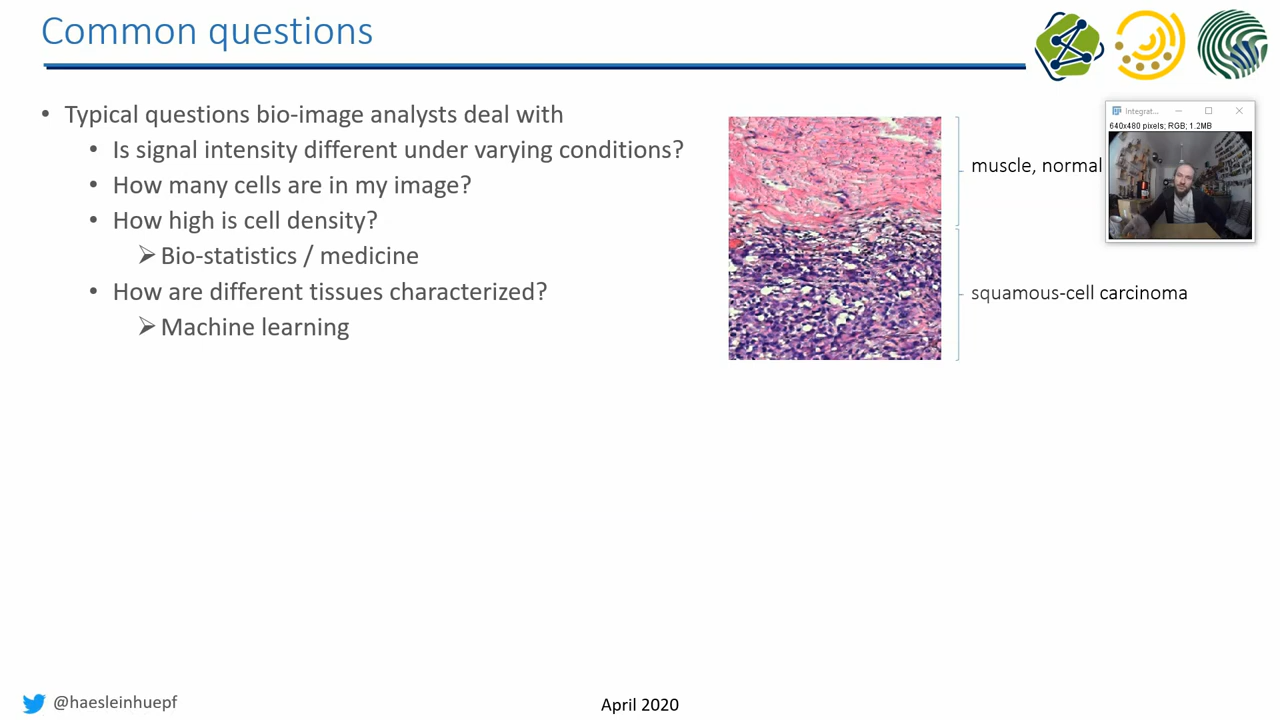 Common questions
• Typical questions bio-image analysts deal with
• Is signal intensity different under varying conditions?
• How many cells are in my image?
• How high is cell density?
➢ Bio-statistics / medicine
• How are different tissues characterized?
➢ Machine learning
muscle, normal
squamous-cell carcinoma
Integrat...
640x480 pixels; RGB; 1.2MB
@haesleinhuepf
April 2020